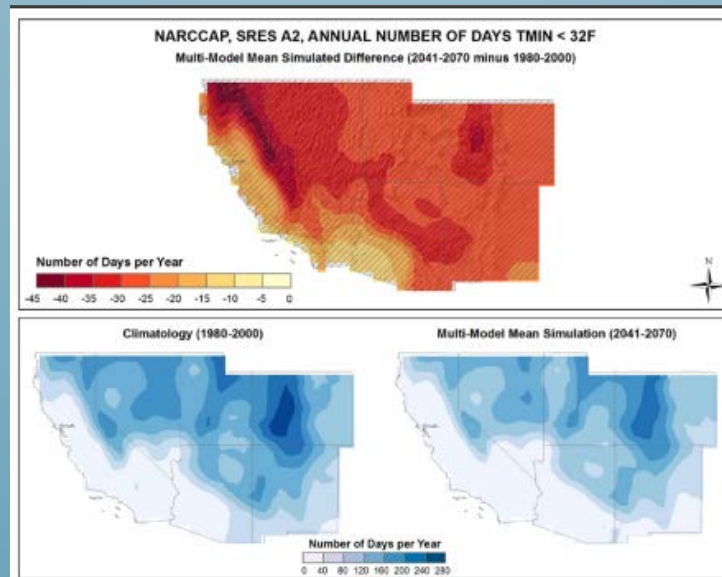 NARCCAP, SRES A2, ANNUAL NUMBER OF DAYS TMIN < 32F
Multi-Model Mean Simulated Difference (2041-2070 minus 1980-2000)
Number of Days per Year
-45 -40 -35 -30 -25 -20 -15 -10 -5 0
N
Climatology (1980-2000)
Multi-Model Mean Simulation (2041-2070)
Number of Days per Year
0 40 80 120 160 200 240 280